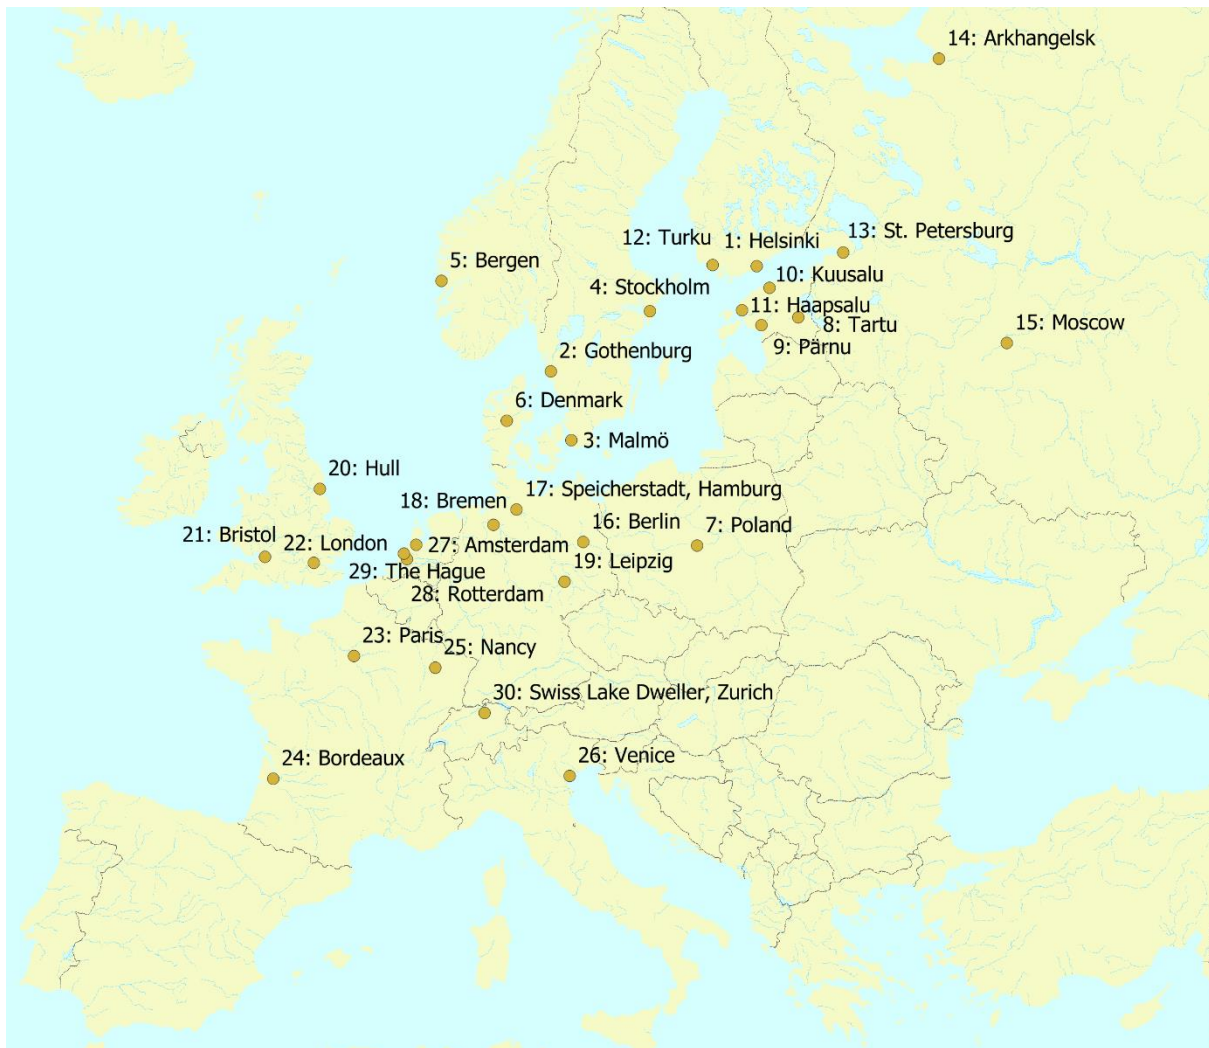 14: Arkhangelsk
12: Turku
1: Helsinki
13: St. Petersburg
5: Bergen
10: Kuusalu
4: Stockholm
11: Haapsalu
8: Tartu
15: Moscow
9: Pärnu
2: Gothenburg
6: Denmark
3: Malmö
20: Hull
17: Speicherstadt, Hamburg
18: Bremen
16: Berlin
7: Poland
21: Bristol
22: London
27: Amsterdam
19: Leipzig
29: The Hague
28: Rotterdam
23: Paris
25: Nancy
30: Swiss Lake Dweller, Zurich
24: Bordeaux
26: Venice